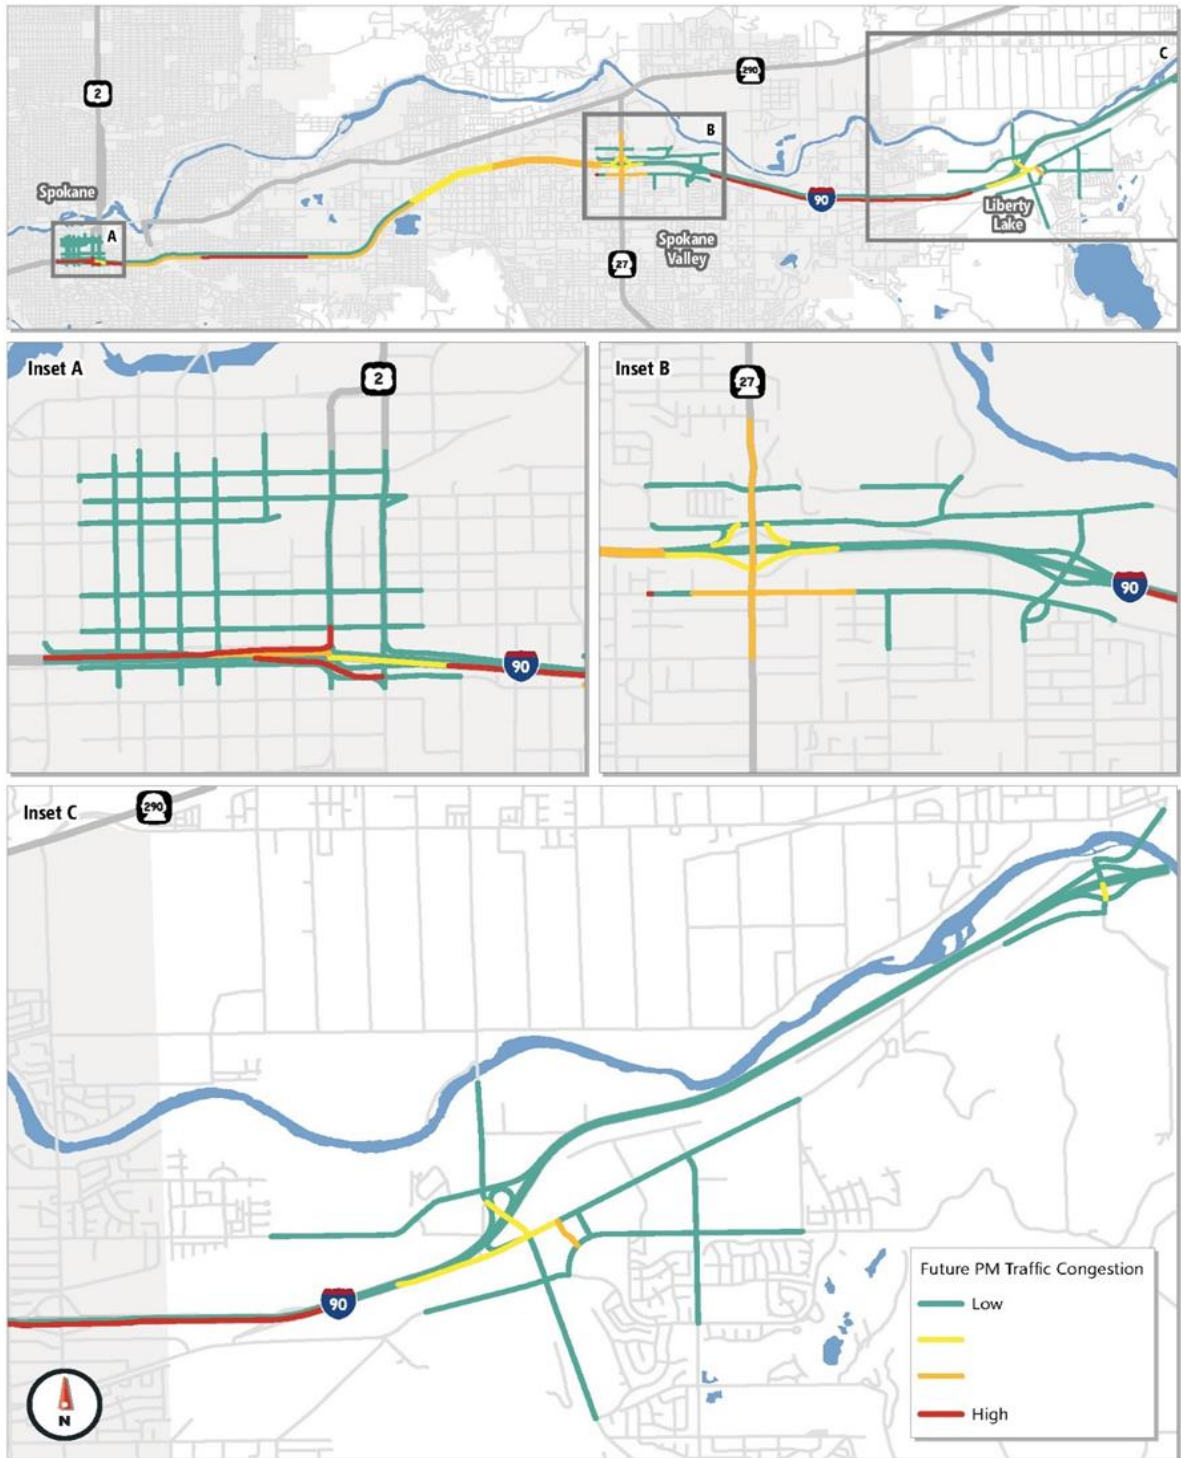 2
290
C
B
Spokane
A
90
Liberty
Lake
Spokane
Valley
27
Inset A
2
90
Inset B
27
90
Inset C
290
90
Future PM Traffic Congestion
Low
High
N